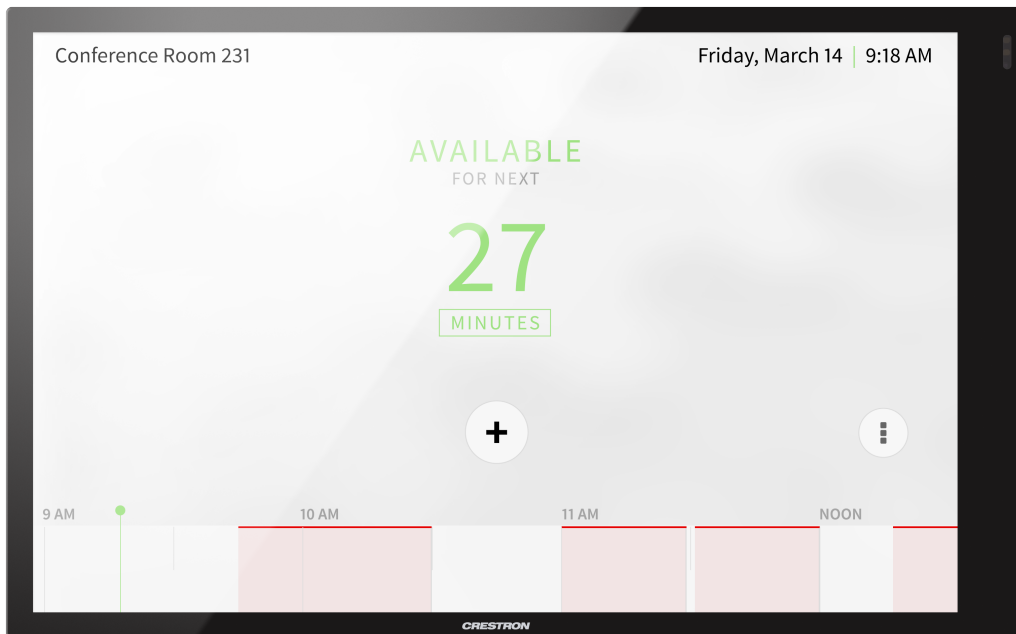 Conference Room 231
Friday, March 14 | 9:18 AM
AVAILABLE
FOR NEXT
27
MINUTES
9 AM
10 AM
11 AM
NOON
CRESTRON